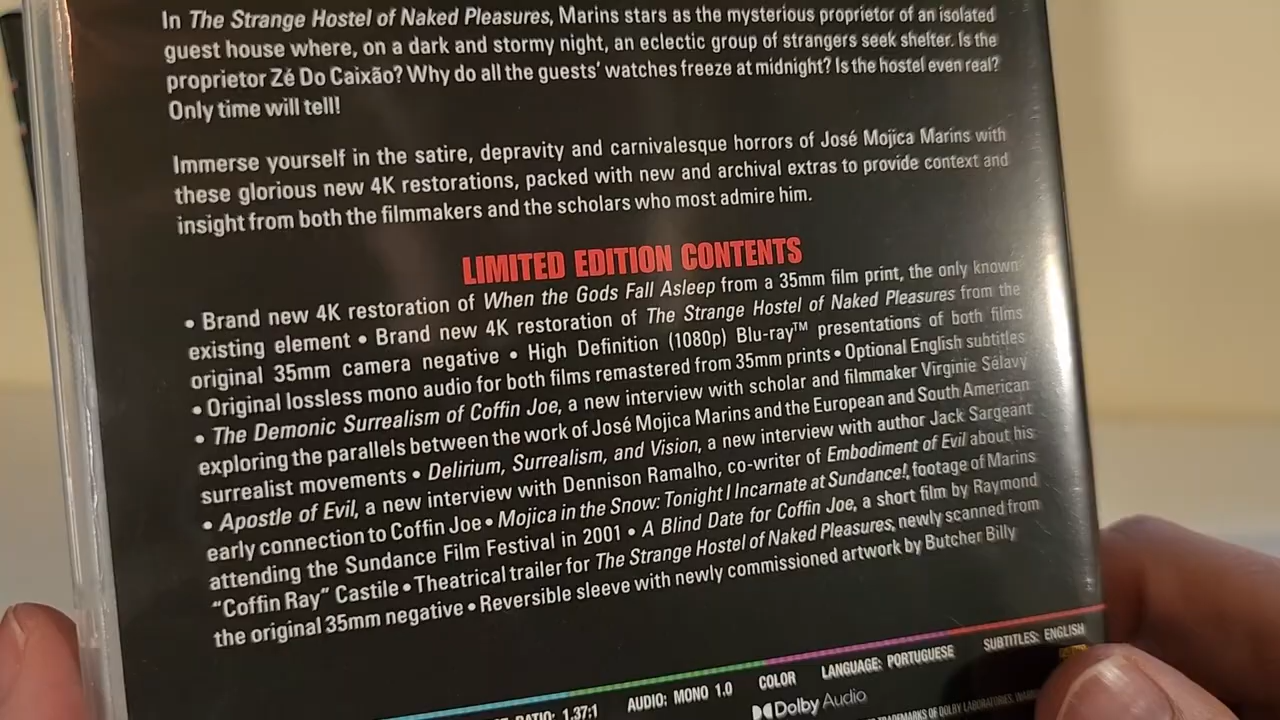 In The Strange Hostel of Naked Pleasures, Marins stars as the mysterious proprietor of an isolated
guest house where, on a dark and stormy night, an eclectic group of strangers seek shelter. Is the
proprietor Zé Do Caixão? Why do all the guests' watches freeze at midnight? Is the hostel even real?
Only time will tell!
Immerse yourself in the satire, depravity and carnivalesque horrors of José Mojica Marins with
these glorious new 4K restorations, packed with new and archival extras to provide context and
insight from both the filmmakers and the scholars who most admire him.
LIMITED EDITION CONTENTS
• Brand new 4K restoration of When the Gods Fall Asleep from a 35mm film print, the only known
existing element • Brand new 4K restoration of The Strange Hostel of Naked Pleasures from the
original 35mm camera negative • High Definition (1080p) Blu-ray™ presentations of both films
• Original lossless mono audio for both films remastered from 35mm prints • Optional English subtitles
• The Demonic Surrealism of Coffin Joe, a new interview with scholar and filmmaker Virginie Sélavy
exploring the parallels between the work of José Mojica Marins and the European and South American
surrealist movements • Delirium, Surrealism, and Vision, a new interview with author Jack Sargeant
• Apostle of Evil, a new interview with Dennison Ramalho, co-writer of Embodiment of Evil about his
early connection to Coffin Joe • Mojica in the Snow: Tonight I Incarnate at Sundance!, footage of Marins
attending the Sundance Film Festival in 2001 • A Blind Date for Coffin Joe, a short film by Raymond
"Coffin Ray" Castile • Theatrical trailer for The Strange Hostel of Naked Pleasures, newly scanned from
the original 35mm negative • Reversible sleeve with newly commissioned artwork by Butcher Billy
RATIO: 1.37:1 AUDIO: MONO 1.0 COLOR LANGUAGE: PORTUGUESE SUBTITLES: ENGLISH
Dolby Audio
TRADEMARKS OF DOLBY LABORATORIES.